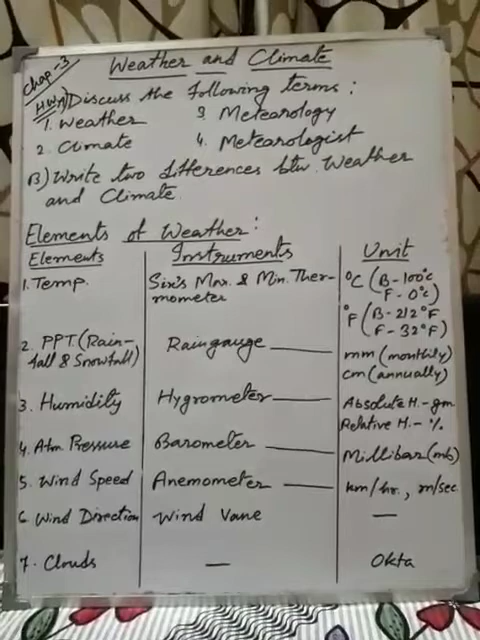 Chap.-3
Weather and Climate
HW A) Discuss the following terms:
1. Weather 3. Meteorology
2. Climate 4. Meteorologist
B) Write two differences btw. Weather
and Climate
Elements of Weather:
Elements Instruments Unit
1. Temp. Six's Max. & Min. Ther-
mometer
°C (B-100°C
F-0°C)
°F (B-212°F
F-32°F)
2. PPT. (Rain-
fall & Snowfall)
Raingauge
mm (monthly)
cm (annually)
3. Humidity Hygrometer Absolute H.- gm
Relative H.- %
4. Atm. Pressure Barometer Millibar (mb)
5. Wind Speed Anemometer km/hr., m/sec
6. Wind Direction Wind Vane —
7. Clouds — Okta